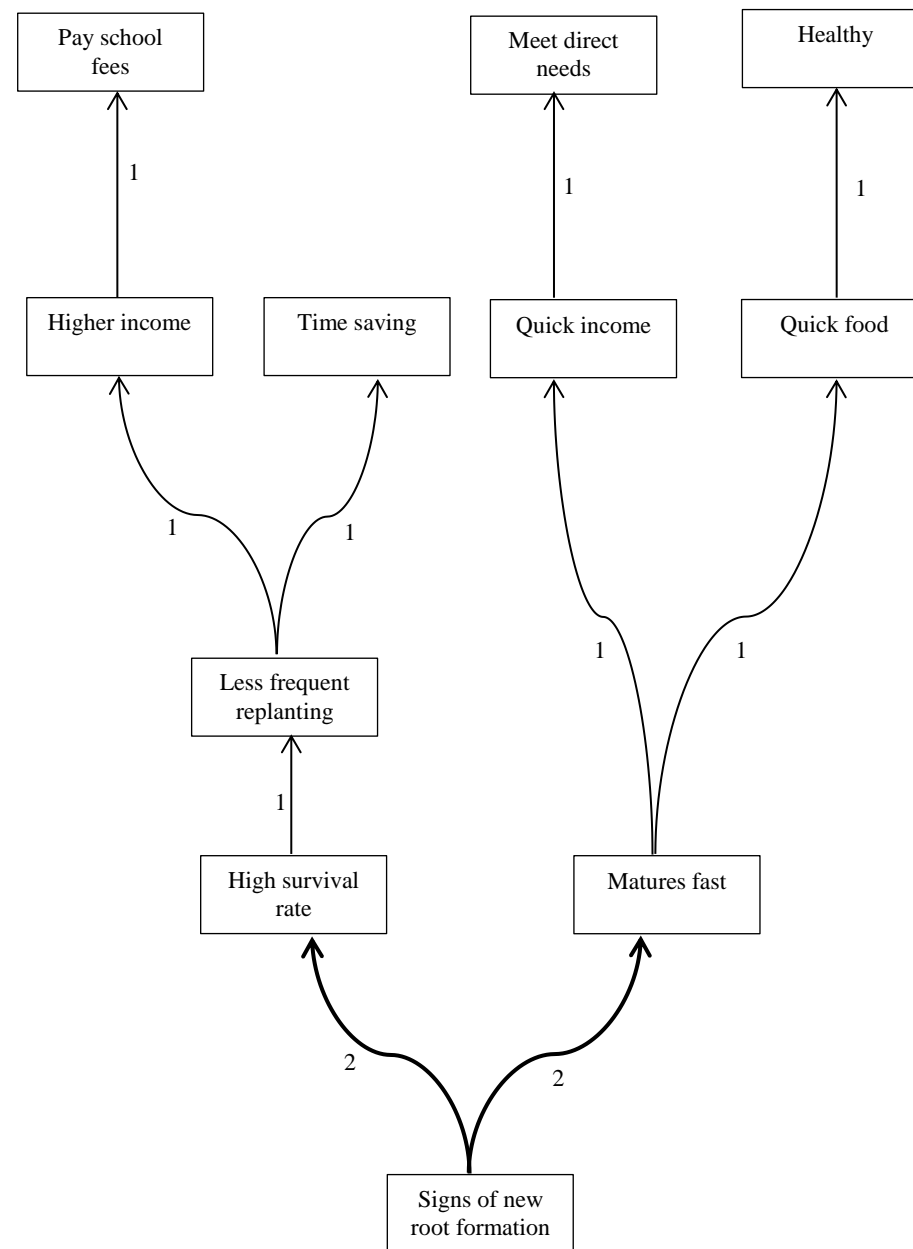 Pay school
fees
Meet direct
needs
Healthy
1
1
1
Higher income
Time saving
Quick income
Quick food
1
1
1
1
Less frequent
replanting
1
High survival
rate
Matures fast
2
2
Signs of new
root formation